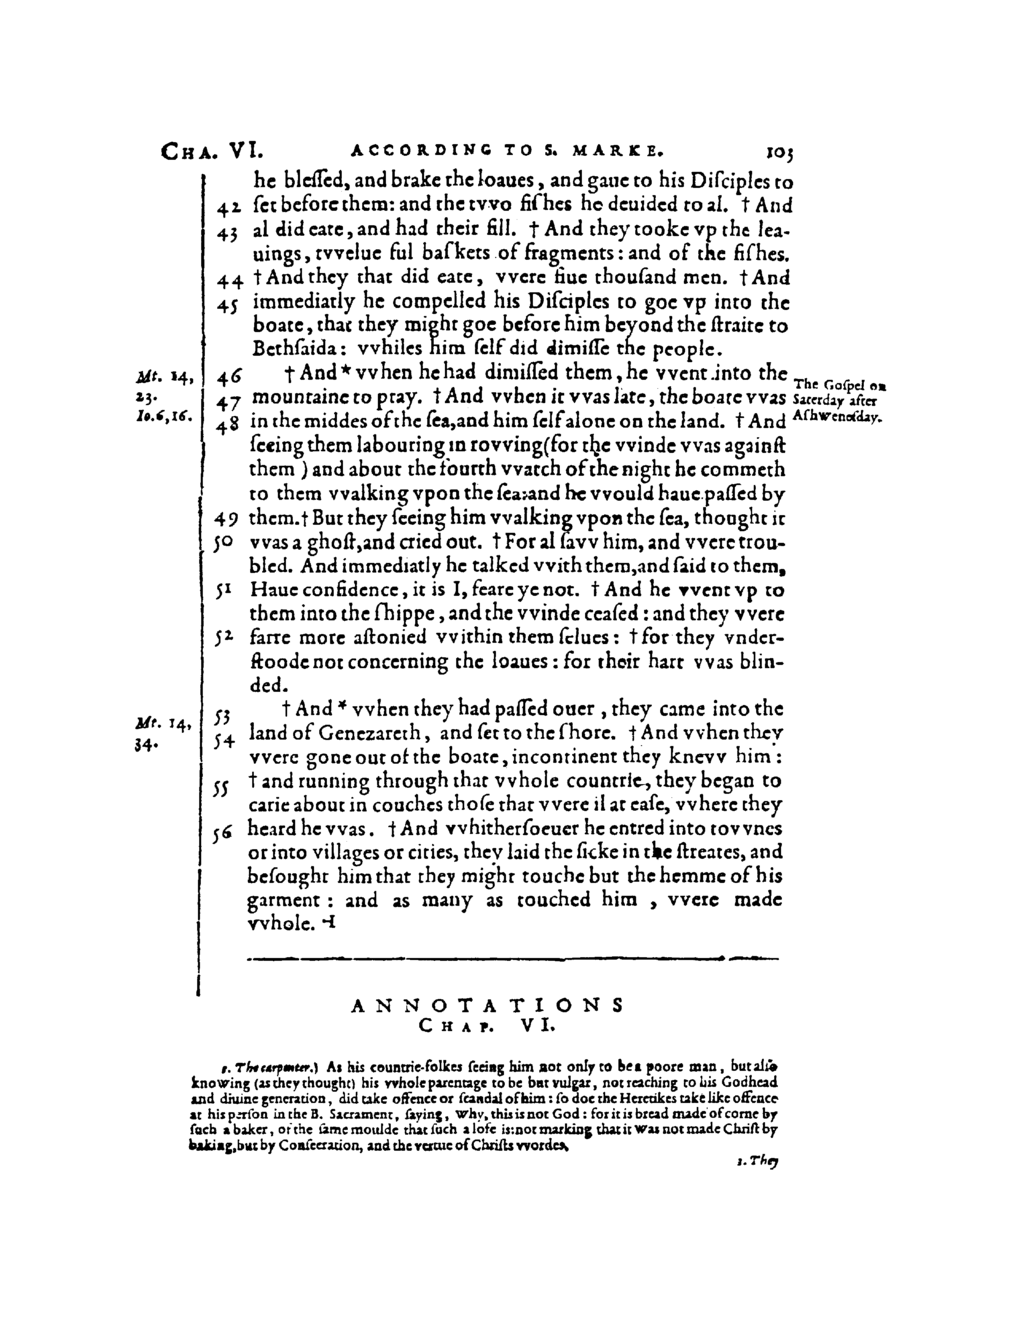 CHA. VI. ACCORDING TO S. MARKE. 103
he bleſſed, and brake the loaues, and gaue to his Diſciples to
42 ſet before them: and the tvvo fiſhes he deuided to al. † And
43 al did eate, and had their fill. † And they tooke vp the lea-
uings, tvvelue ful baſkets of fragments: and of the fiſhes.
44 † And they that did eate, vvere fiue thouſand men. † And
45 immediatly he compelled his Diſciples to goe vp into the
boate, that they might goe before him beyond the ſtraite to
Bethſaida: vvhiles him ſelf did dimiſſe the people.
Mt. 14, 23. Io. 6, 16.
46 † And * vvhen he had dimiſſed them, he vvent into the
The Goſpel on Saterday after Aſhwenſday.
47 mountaine to pray. † And vvhen it vvas late, the boate vvas
48 in the middes of the ſea, and him ſelf alone on the land. † And
ſeeing them labouring in rovving (for the vvinde vvas againſt
them) and about the fourth vvatch of the night he commeth
to them vvalking vpon the ſea: and he vvould haue paſſed by
49 them. † But they ſeeing him vvalking vpon the ſea, thought it
50 vvas a ghoſt, and cried out. † For al ſavv him, and vvere trou-
bled. And immediatly he talked vvith them, and ſaid to them,
51 Haue confidence, it is I, feare ye not. † And he vvent vp to
them into the ſhippe, and the vvinde ceaſed: and they vvere
52 farre more aſtonied vvithin them ſelues: † for they vnder-
ſtoode not concerning the loaues: for their hart vvas blin-
ded.
Mt. 14, 34.
53 † And * vvhen they had paſſed ouer, they came into the
54 land of Genezareth, and ſet to the ſhore. † And vvhen they
vvere gone out of the boate, incontinent they knevv him:
55 † and running through that vvhole countrie, they began to
carie about in couches thoſe that vvere il at eaſe, vvhere they
56 heard he vvas. † And vvhitherſoeuer he entred into tovvnes
or into villages or cities, they laid the ſicke in the ſtreates, and
beſought him that they might touche but the hemme of his
garment: and as many as touched him, vvere made
vvhole. ⊣
ANNOTATIONS
CHAP. VI.
3. The carpenter.) As his countrie-folkes ſeeing him not only to be a poore man, but alſo
knowing (as they thought) his vvhole parentage to be but vulgar, not reaching to his Godhead
and diuine generation, did take offence or ſcandal of him: ſo doe the Heretikes take like offence
at his perſon in the B. Sacrament, ſaying, Why, this is not God: for it is bread made of corne by
ſuch a baker, of the ſame moulde that ſuch a lofe is: not marking that it was not made Chriſt by
baking, but by Conſecration, and the vertue of Chriſts vvordes.
5. They